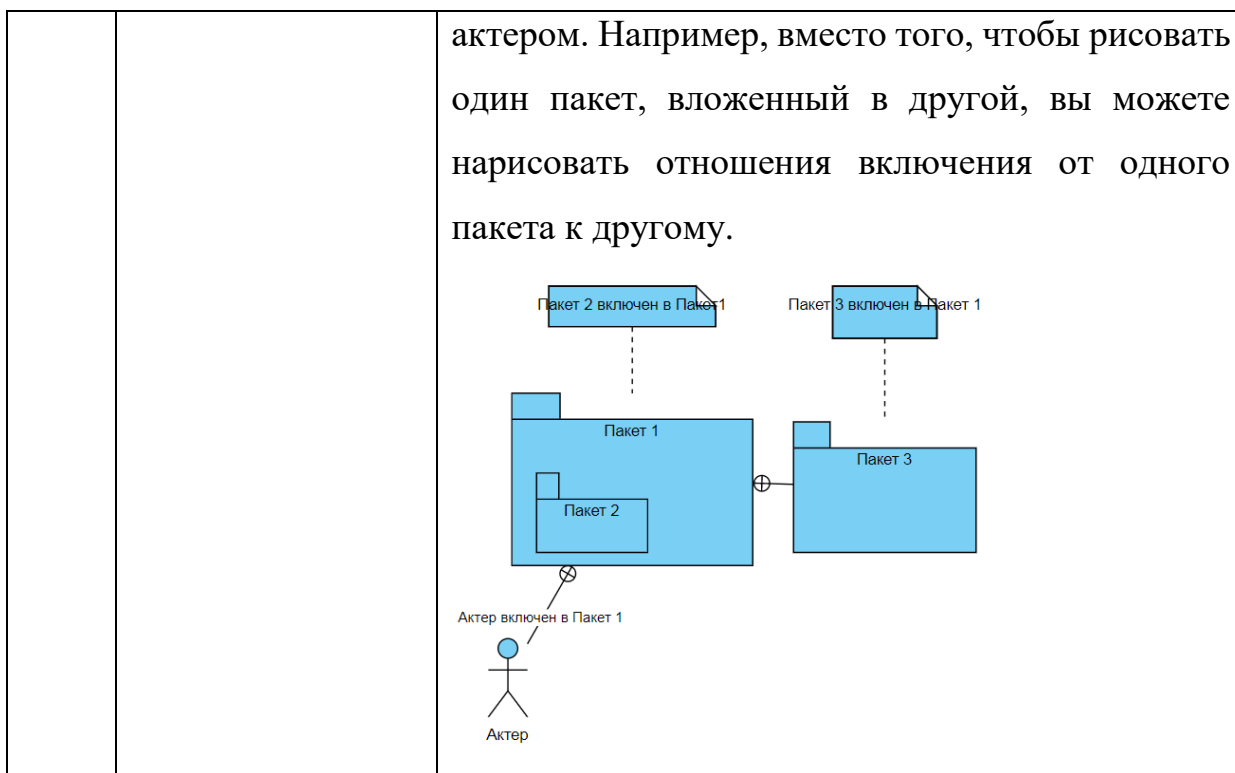 актером. Например, вместо того, чтобы рисовать
один пакет, вложенный в другой, вы можете
нарисовать отношения включения от одного
пакета к другому.
Пакет 2 включен в Пакет1
Пакет 3 включен в Пакет 1
Пакет 1
Пакет 3
Пакет 2
Актер включен в Пакет 1
Актер